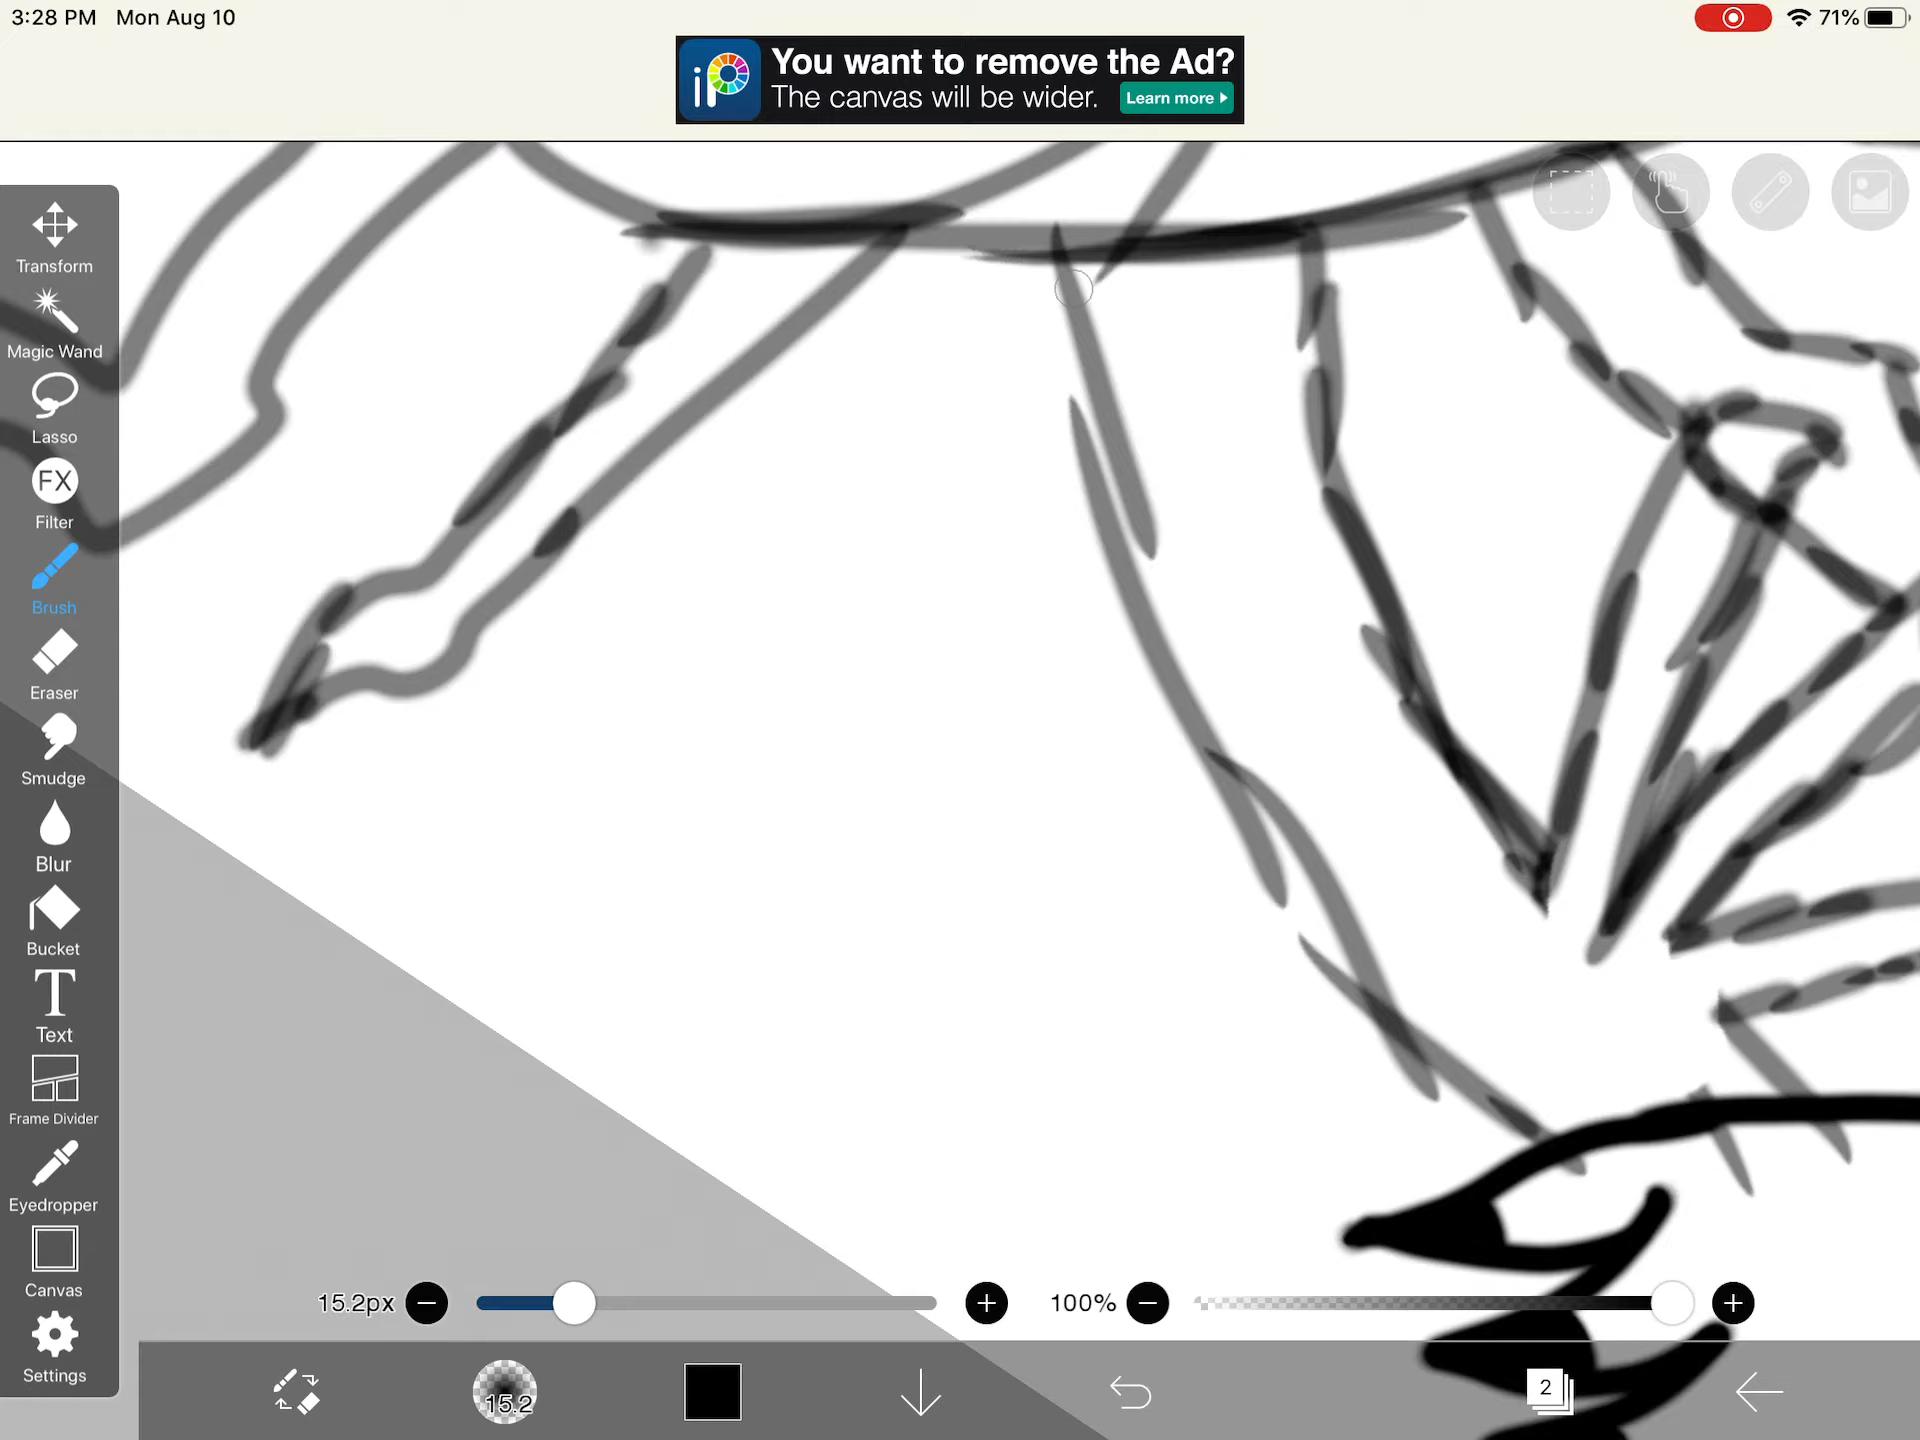 3:28 PM Mon Aug 10
71%
iP
You want to remove the Ad?
The canvas will be wider.
Learn more
Transform
Magic Wand
Lasso
FX
Filter
Brush
Eraser
Smudge
Blur
Bucket
T
Text
Frame Divider
Eyedropper
Canvas
Settings
15.2px
100%
15.2
2